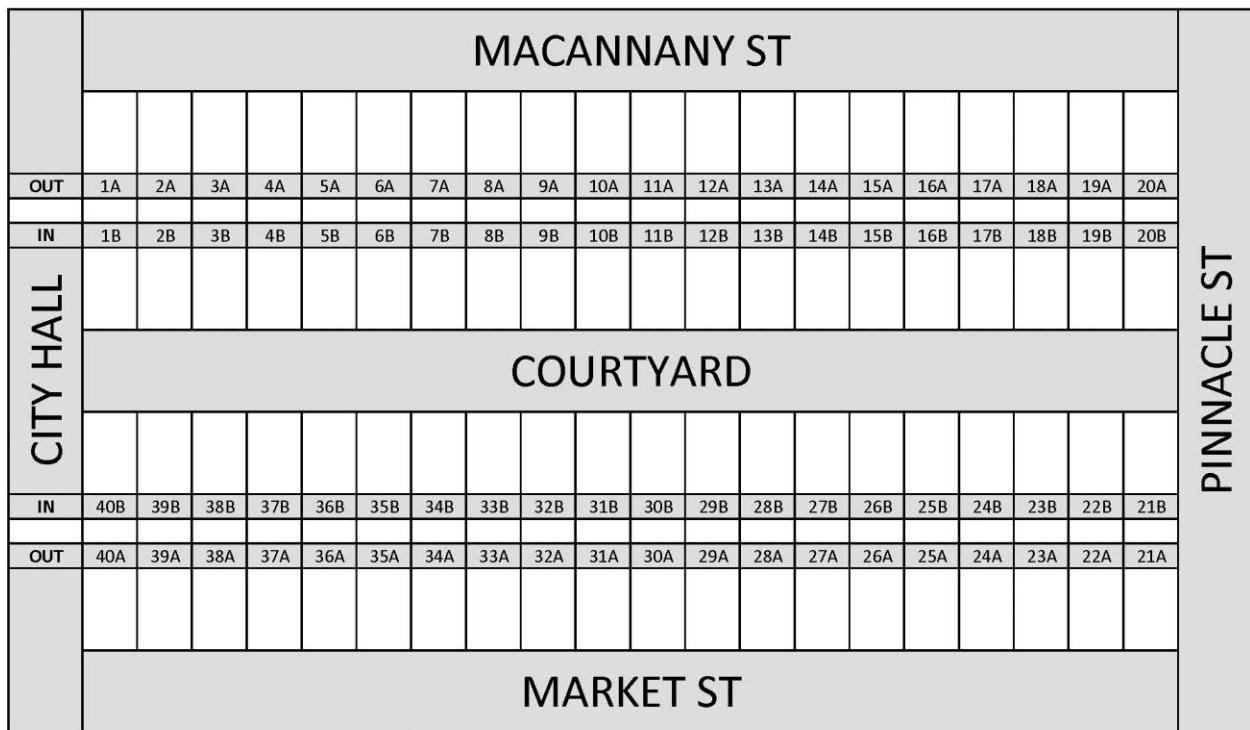 MACANNANY ST
OUT 1A 2A 3A 4A 5A 6A 7A 8A 9A 10A 11A 12A 13A 14A 15A 16A 17A 18A 19A 20A
IN 1B 2B 3B 4B 5B 6B 7B 8B 9B 10B 11B 12B 13B 14B 15B 16B 17B 18B 19B 20B
CITY HALL
COURTYARD
PINNACLE ST
IN 40B 39B 38B 37B 36B 35B 34B 33B 32B 31B 30B 29B 28B 27B 26B 25B 24B 23B 22B 21B
OUT 40A 39A 38A 37A 36A 35A 34A 33A 32A 31A 30A 29A 28A 27A 26A 25A 24A 23A 22A 21A
MARKET ST